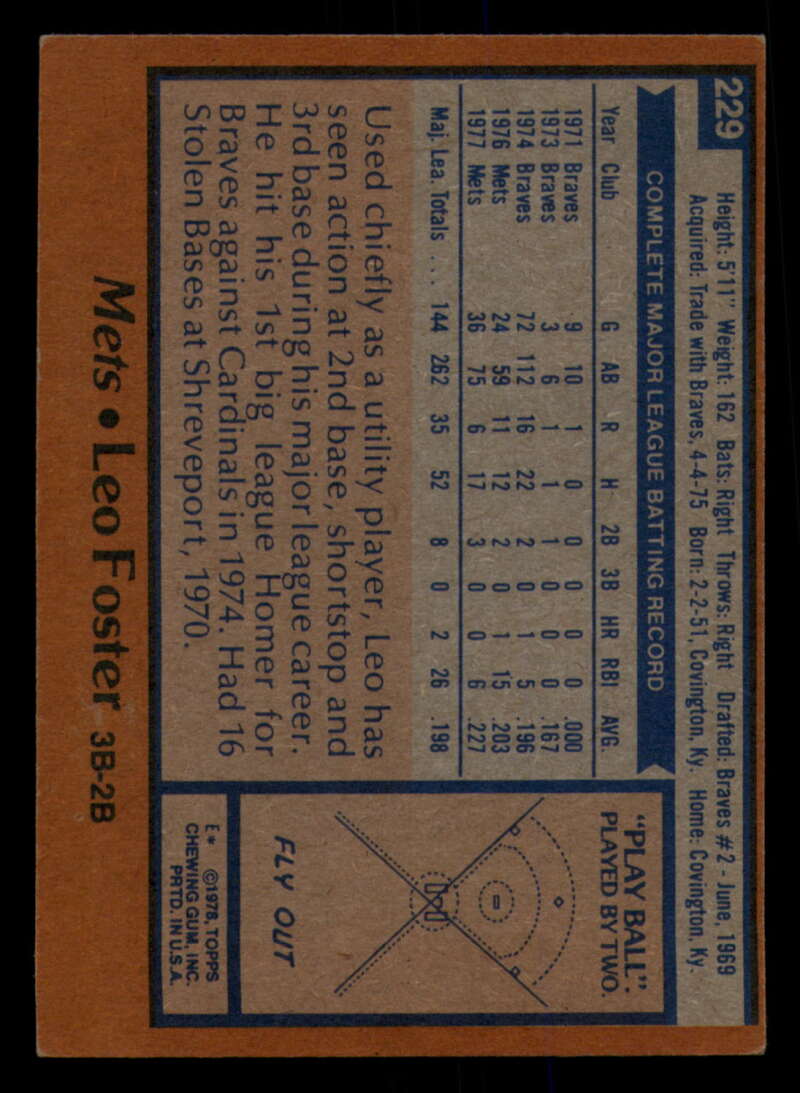 229
Height: 5'11" Weight: 162 Bats: Right Throws: Right Drafted: Braves #2 - June, 1969
Acquired: Trade with Braves, 4-4-75 Born: 2-2-51, Covington, Ky. Home: Covington, Ky.
COMPLETE MAJOR LEAGUE BATTING RECORD
Year Club G AB R H 2B 3B HR RBI AVG.
1971 Braves 9 10 1 0 0 0 0 0 .000
1973 Braves 3 6 1 1 1 0 0 0 .167
1974 Braves 72 112 16 22 2 0 1 5 .196
1976 Mets 24 59 11 12 2 0 1 15 .203
1977 Mets 36 75 6 17 3 0 0 6 .227
Maj. Lea. Totals ... 144 262 35 52 8 0 2 26 .198
Used chiefly as a utility player, Leo has
seen action at 2nd base, shortstop and
3rd base during his major league career.
He hit his 1st big league Homer for
Braves against Cardinals in 1974. Had 16
Stolen Bases at Shreveport, 1970.
"PLAY BALL".
PLAYED BY TWO.
FLY OUT
E* ©1978, TOPPS
CHEWING GUM, INC.
PRTD. IN U.S.A.
Mets • Leo Foster 3B-2B